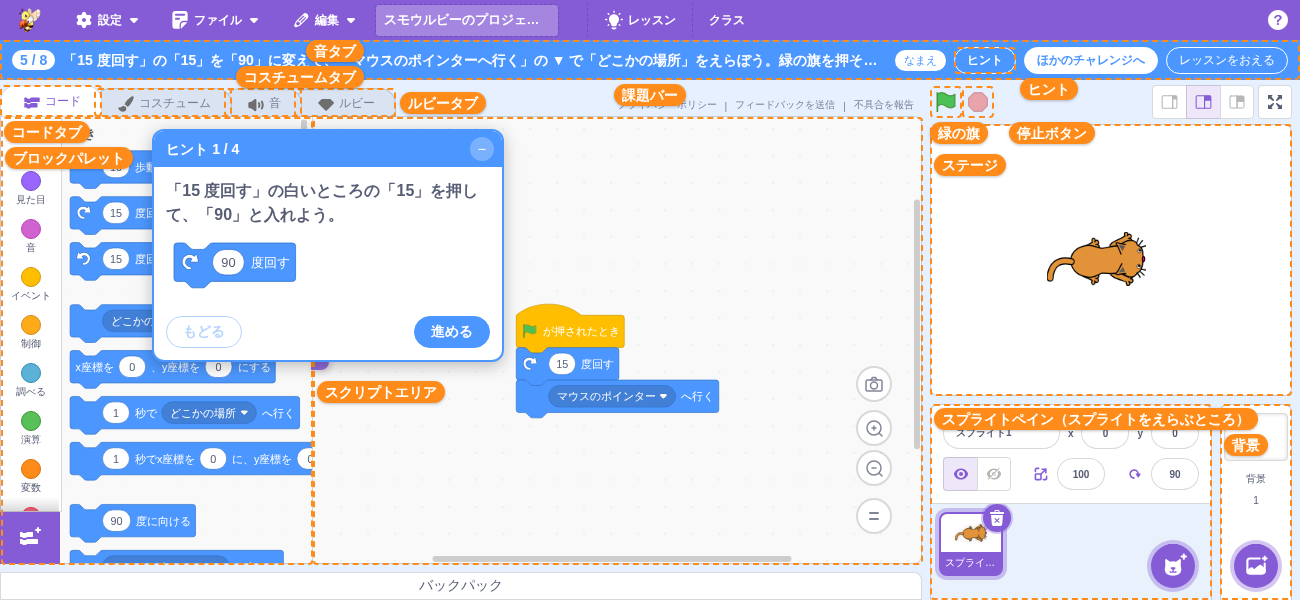 設定
ファイル
編集
スモウルビーのプロジェ…
レッスン
クラス
?
5 / 8
「15 度回す」の「15」を「90」に変え
マウスのポインターへ行く」の ▼ で「どこかの場所」をえらぼう。緑の旗を押そ…
なまえ
ヒント
ほかのチャレンジへ
レッスンをおえる
音タブ
コスチュームタブ
コード
コスチューム
音
ルビー
ルビータブ
課題バー
ポリシー | フィードバックを送信 | 不具合を報告
ヒント
コードタブ
ブロックパレット
緑の旗
停止ボタン
ステージ
見た目
音
イベント
制御
調べる
演算
変数
15 度回
15 度回
どこかの
x座標を 0 、y座標を 0 にする
1 秒で どこかの場所 へ行く
1 秒でx座標を 0 に、y座標を
90 度に向ける
ヒント 1 / 4
「15 度回す」の白いところの「15」を押し
て、「90」と入れよう。
90 度回す
もどる
進める
スクリプトエリア
が押されたとき
15 度回す
マウスのポインター へ行く
スプライトペイン（スプライトをえらぶところ）
スプライト1
x 0
y 0
100
90
背景
背景
1
スプライ…
バックパック